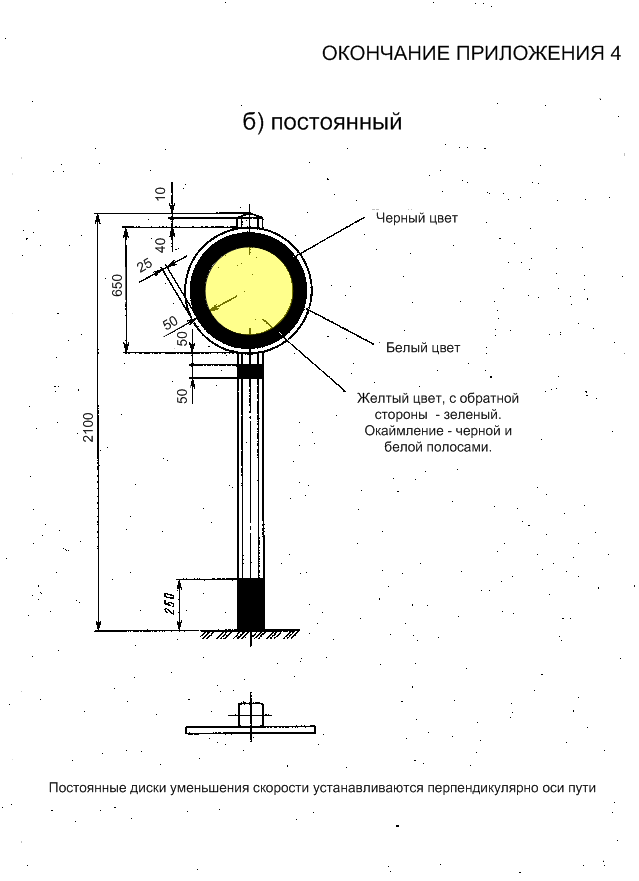 ОКОНЧАНИЕ ПРИЛОЖЕНИЯ 4
б) постоянный
10
Черный цвет
40
25
650
50
50
Белый цвет
50
Желтый цвет, с обратной
стороны - зеленый.
Окаймление - черной и
белой полосами.
2100
250
Постоянные диски уменьшения скорости устанавливаются перпендикулярно оси пути